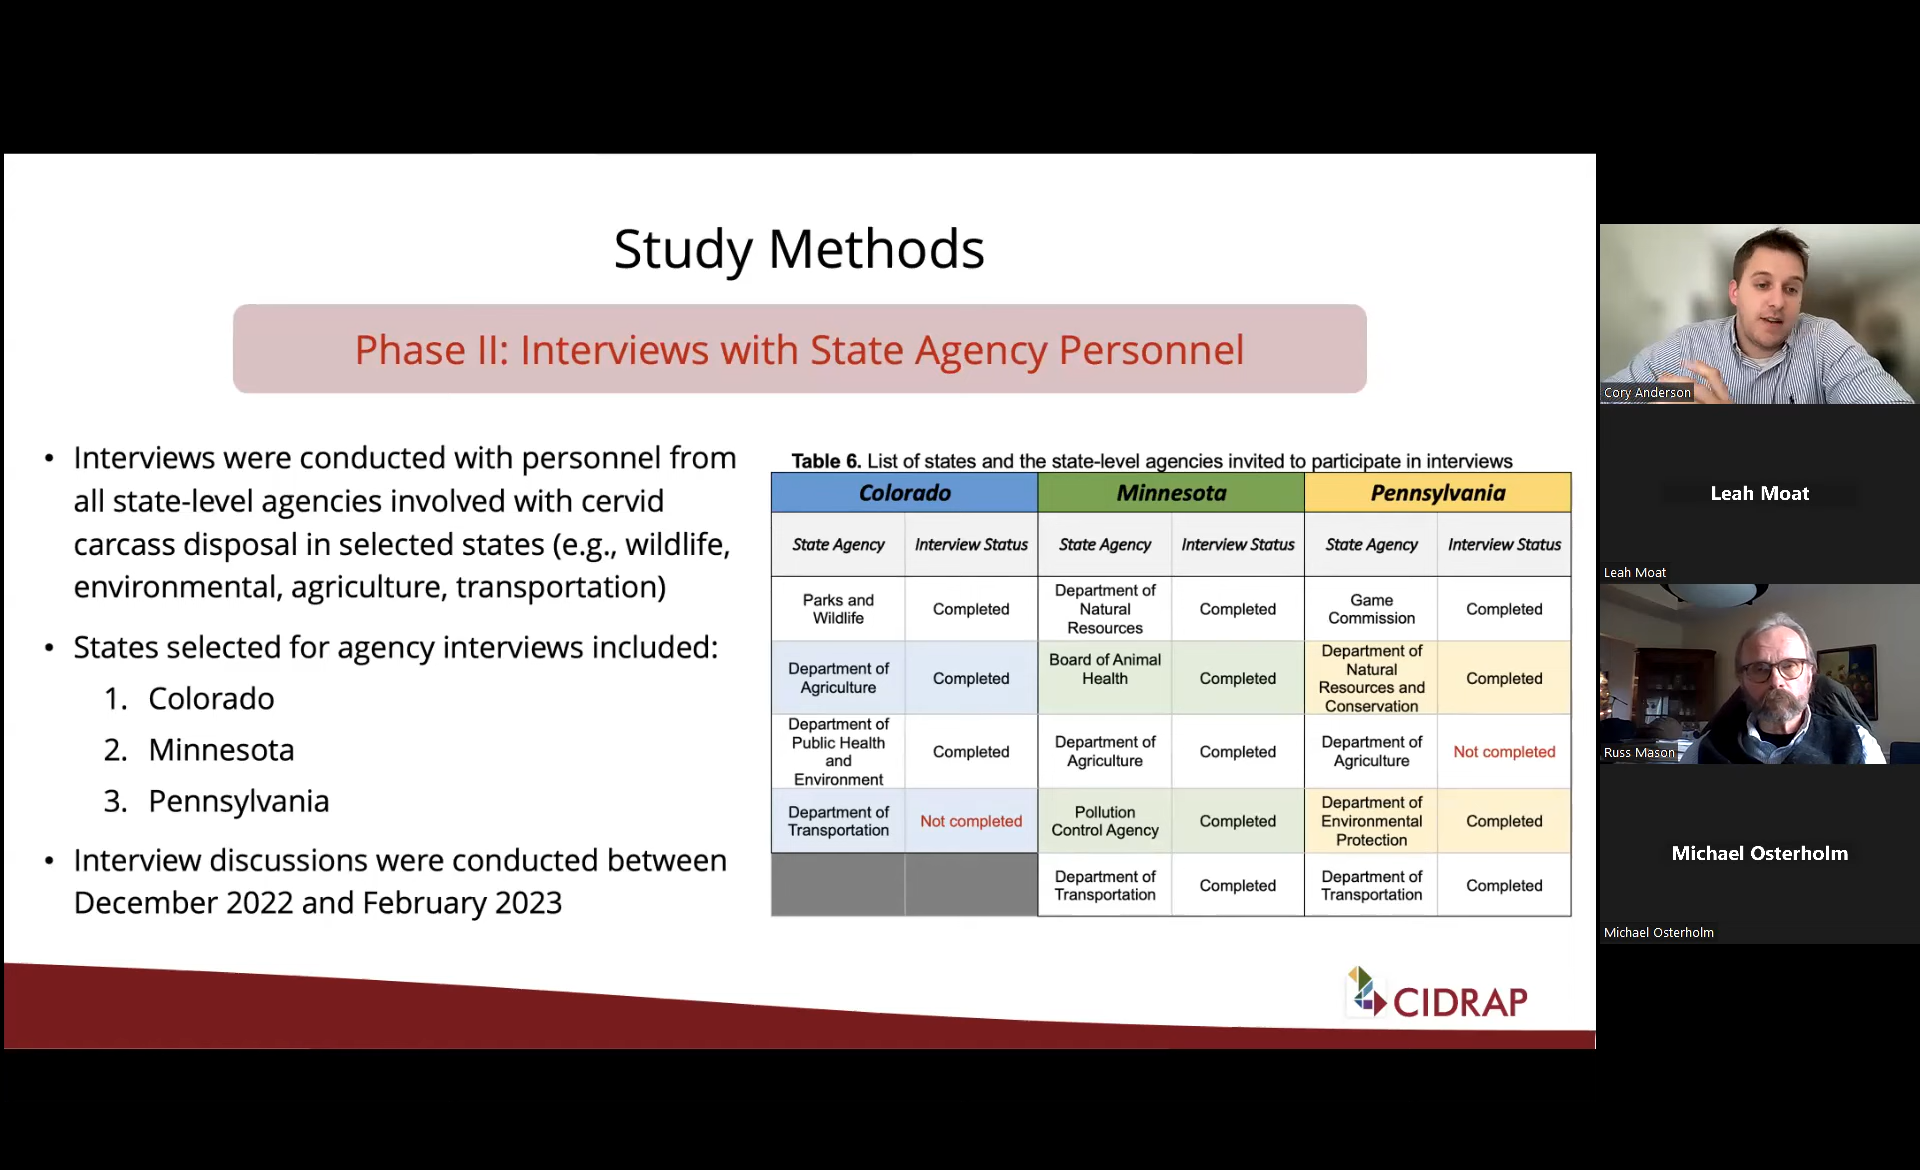 Study Methods
Phase II: Interviews with State Agency Personnel
• Interviews were conducted with personnel from
all state-level agencies involved with cervid
carcass disposal in selected states (e.g., wildlife,
environmental, agriculture, transportation)
• States selected for agency interviews included:
1. Colorado
2. Minnesota
3. Pennsylvania
• Interview discussions were conducted between
December 2022 and February 2023
Table 6. List of states and the state-level agencies invited to participate in interviews
Colorado Minnesota Pennsylvania
State Agency Interview Status State Agency Interview Status State Agency Interview Status
Parks and
Wildlife
Completed
Department of
Natural
Resources
Completed
Game
Commission
Completed
Department of
Agriculture
Completed
Board of Animal
Health
Completed
Department of
Natural
Resources and
Conservation
Completed
Department of
Public Health
and
Environment
Completed
Department of
Agriculture
Completed
Department of
Agriculture
Not completed
Department of
Transportation
Not completed
Pollution
Control Agency
Completed
Department of
Environmental
Protection
Completed
Department of
Transportation
Completed
Department of
Transportation
Completed
CIDRAP
Cory Anderson
Leah Moat
Leah Moat
Russ Mason
Michael Osterholm
Michael Osterholm